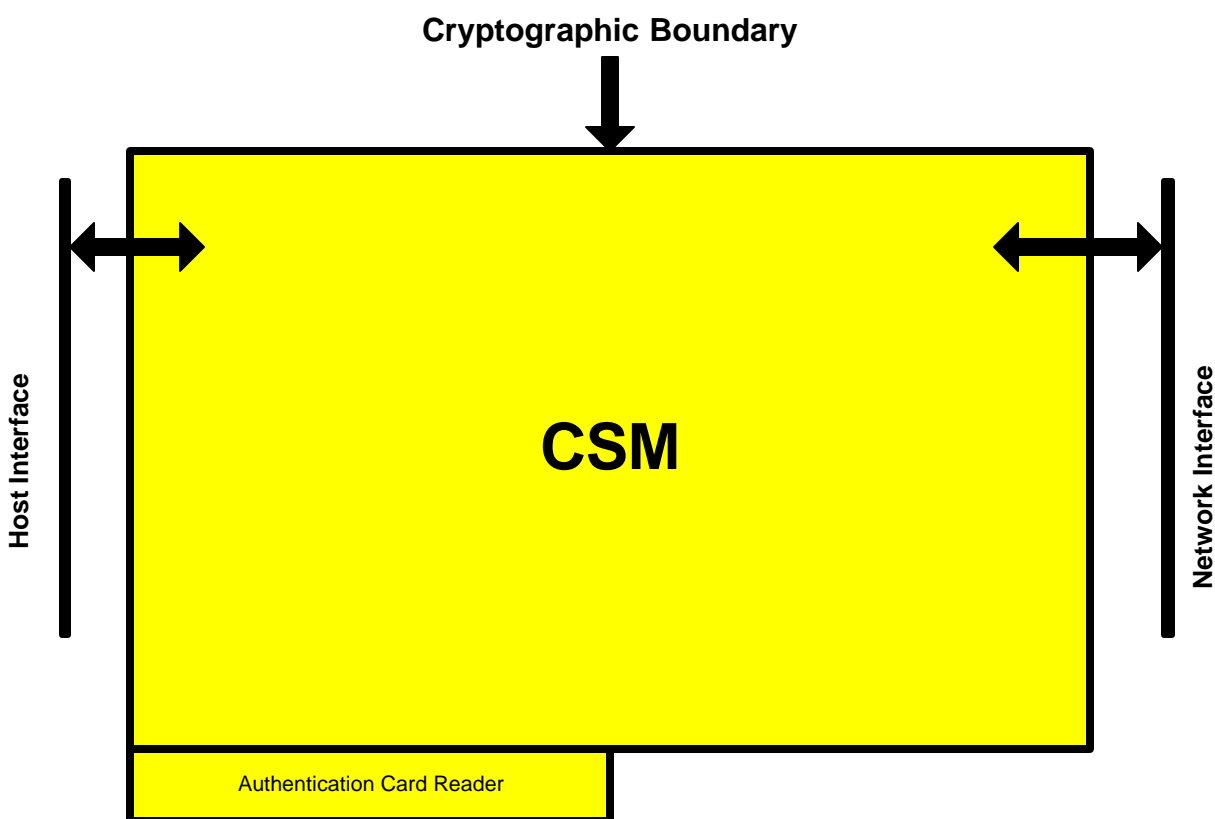 Cryptographic Boundary
Host Interface
CSM
Network Interface
Authentication Card Reader